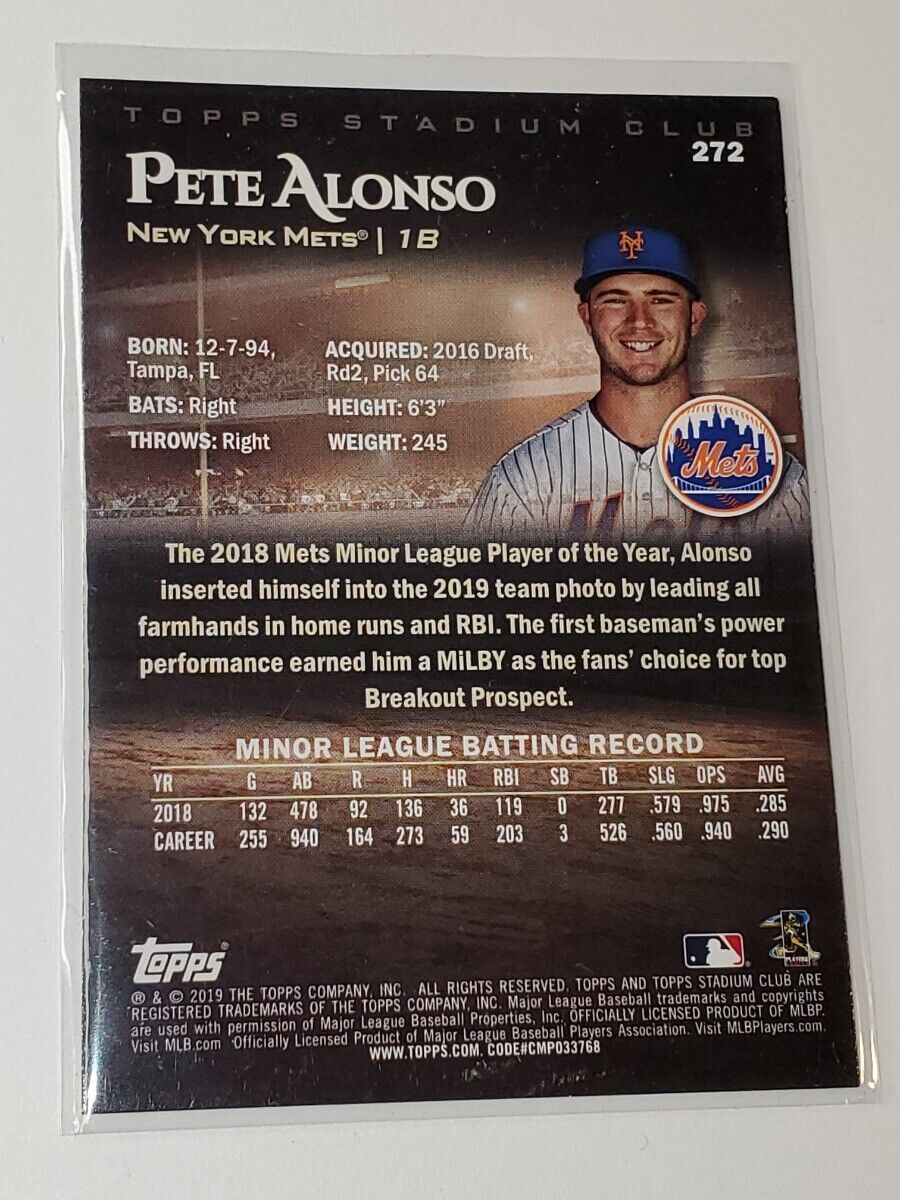 TOPPS STADIUM CLUB
272
PETE ALONSO
NEW YORK METS® | 1B
BORN: 12-7-94, Tampa, FL
ACQUIRED: 2016 Draft, Rd2, Pick 64
BATS: Right
HEIGHT: 6'3"
THROWS: Right
WEIGHT: 245
NY
Mets
Mets
The 2018 Mets Minor League Player of the Year, Alonso
inserted himself into the 2019 team photo by leading all
farmhands in home runs and RBI. The first baseman's power
performance earned him a MiLBY as the fans' choice for top
Breakout Prospect.
MINOR LEAGUE BATTING RECORD
YR G AB R H HR RBI SB TB SLG OPS AVG
2018 132 478 92 136 36 119 0 277 .579 .975 .285
CAREER 255 940 164 273 59 203 3 526 .560 .940 .290
topps®
PLAYERS
® & © 2019 THE TOPPS COMPANY, INC. ALL RIGHTS RESERVED. TOPPS AND TOPPS STADIUM CLUB ARE
REGISTERED TRADEMARKS OF THE TOPPS COMPANY, INC. Major League Baseball trademarks and copyrights
are used with permission of Major League Baseball Properties, Inc. OFFICIALLY LICENSED PRODUCT OF MLBP.
Visit MLB.com Officially Licensed Product of Major League Baseball Players Association. Visit MLBPlayers.com.
WWW.TOPPS.COM. CODE#CMP033768